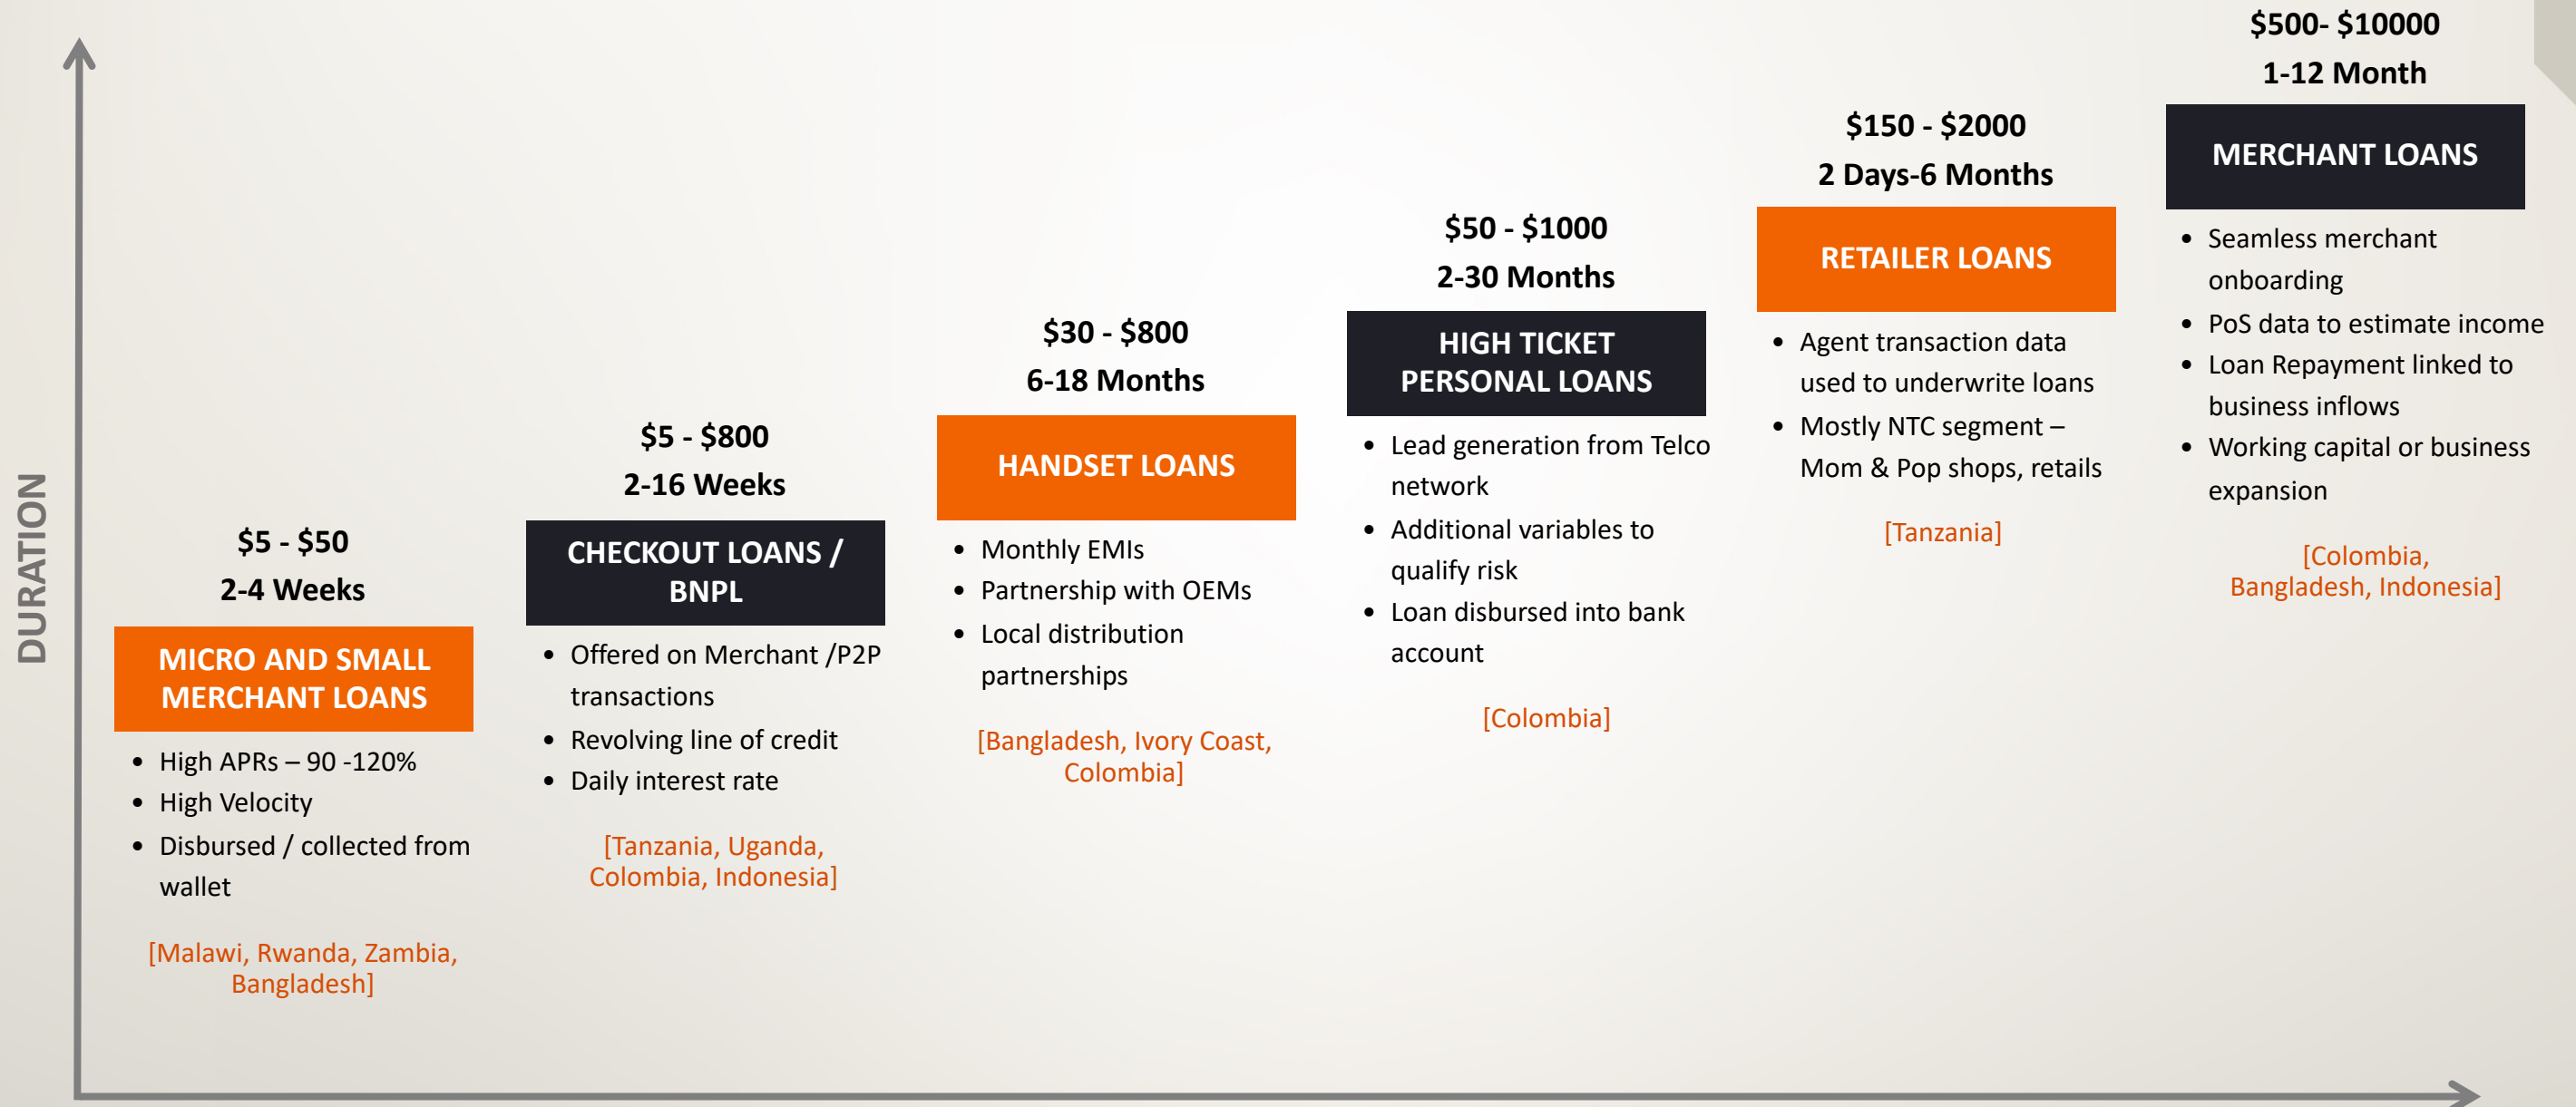 DURATION
$5 - $50
2-4 Weeks
MICRO AND SMALL
MERCHANT LOANS
• High APRs – 90 -120%
• High Velocity
• Disbursed / collected from
wallet
[Malawi, Rwanda, Zambia,
Bangladesh]
$5 - $800
2-16 Weeks
CHECKOUT LOANS /
BNPL
• Offered on Merchant /P2P
transactions
• Revolving line of credit
• Daily interest rate
[Tanzania, Uganda,
Colombia, Indonesia]
$30 - $800
6-18 Months
HANDSET LOANS
• Monthly EMIs
• Partnership with OEMs
• Local distribution
partnerships
[Bangladesh, Ivory Coast,
Colombia]
$50 - $1000
2-30 Months
HIGH TICKET
PERSONAL LOANS
• Lead generation from Telco
network
• Additional variables to
qualify risk
• Loan disbursed into bank
account
[Colombia]
$150 - $2000
2 Days-6 Months
RETAILER LOANS
• Agent transaction data
used to underwrite loans
• Mostly NTC segment –
Mom & Pop shops, retails
[Tanzania]
$500- $10000
1-12 Month
MERCHANT LOANS
• Seamless merchant
onboarding
• PoS data to estimate income
• Loan Repayment linked to
business inflows
• Working capital or business
expansion
[Colombia,
Bangladesh, Indonesia]